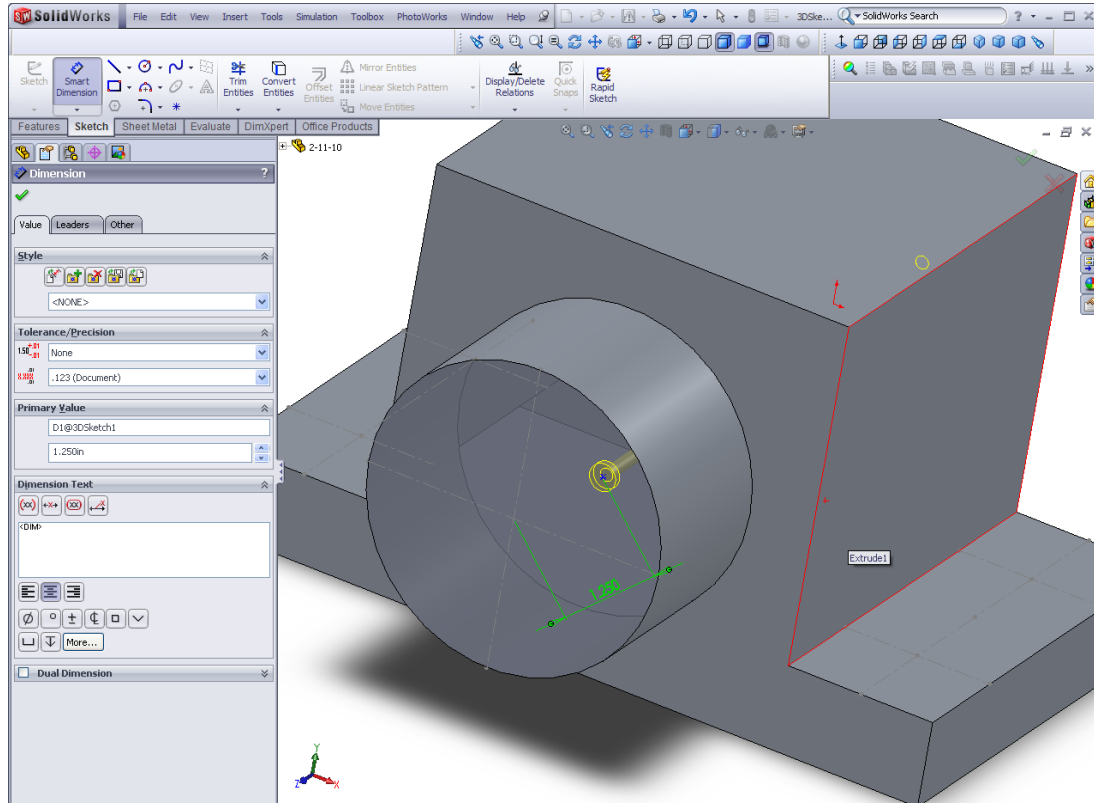 SolidWorks File Edit View Insert Tools Simulation Toolbox PhotoWorks Window Help 3DSke... SolidWorks Search ?
Sketch
Smart Dimension
Trim Entities
Convert Entities
Offset Entities
Mirror Entities
Linear Sketch Pattern
Move Entities
Display/Delete Relations
Quick Snaps
Rapid Sketch
Features Sketch Sheet Metal Evaluate DimXpert Office Products
2-11-10
Dimension ?
Value Leaders Other
Style
<NONE>
Tolerance/Precision
None
.123 (Document)
Primary Value
D1@3DSketch1
1.250in
Dimension Text
(xx) (xx)
<DIM>
More...
Dual Dimension
1.250
Extrude1
Y
Z X